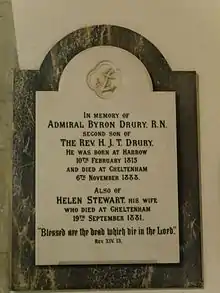 In memory of
Admiral Byron Drury, R.N.
second son of
The Rev. H. J. T. Drury.
He was born at Harrow
10th February 1815
and died at Cheltenham
6th November 1888.
Also of
Helen Stewart, his wife
who died at Cheltenham
19th September 1881.
"Blessed are the dead which die in the Lord."
Rev XIV. 13.